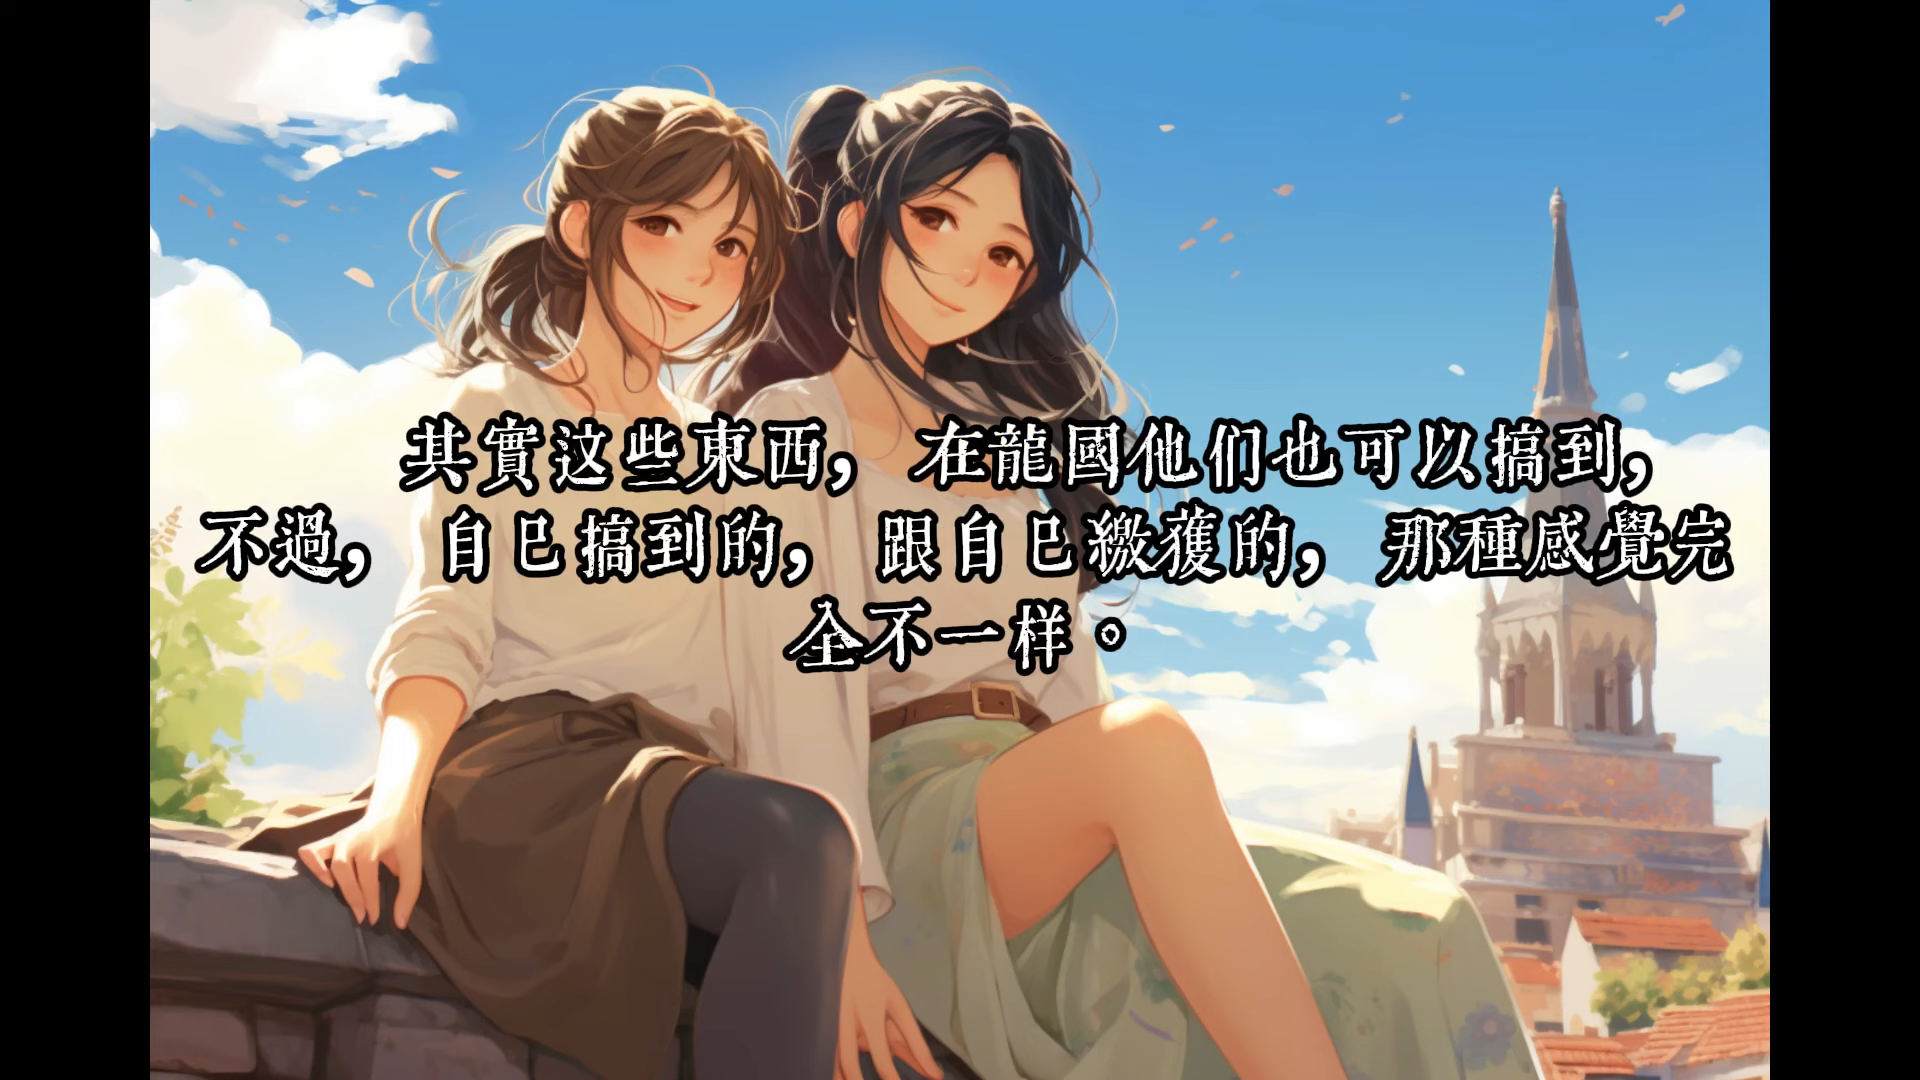 其實这些東西， 在龍國他们也可以搞到，
不過， 自己搞到的， 跟自己繳獲的， 那種感覺完
全不一样。